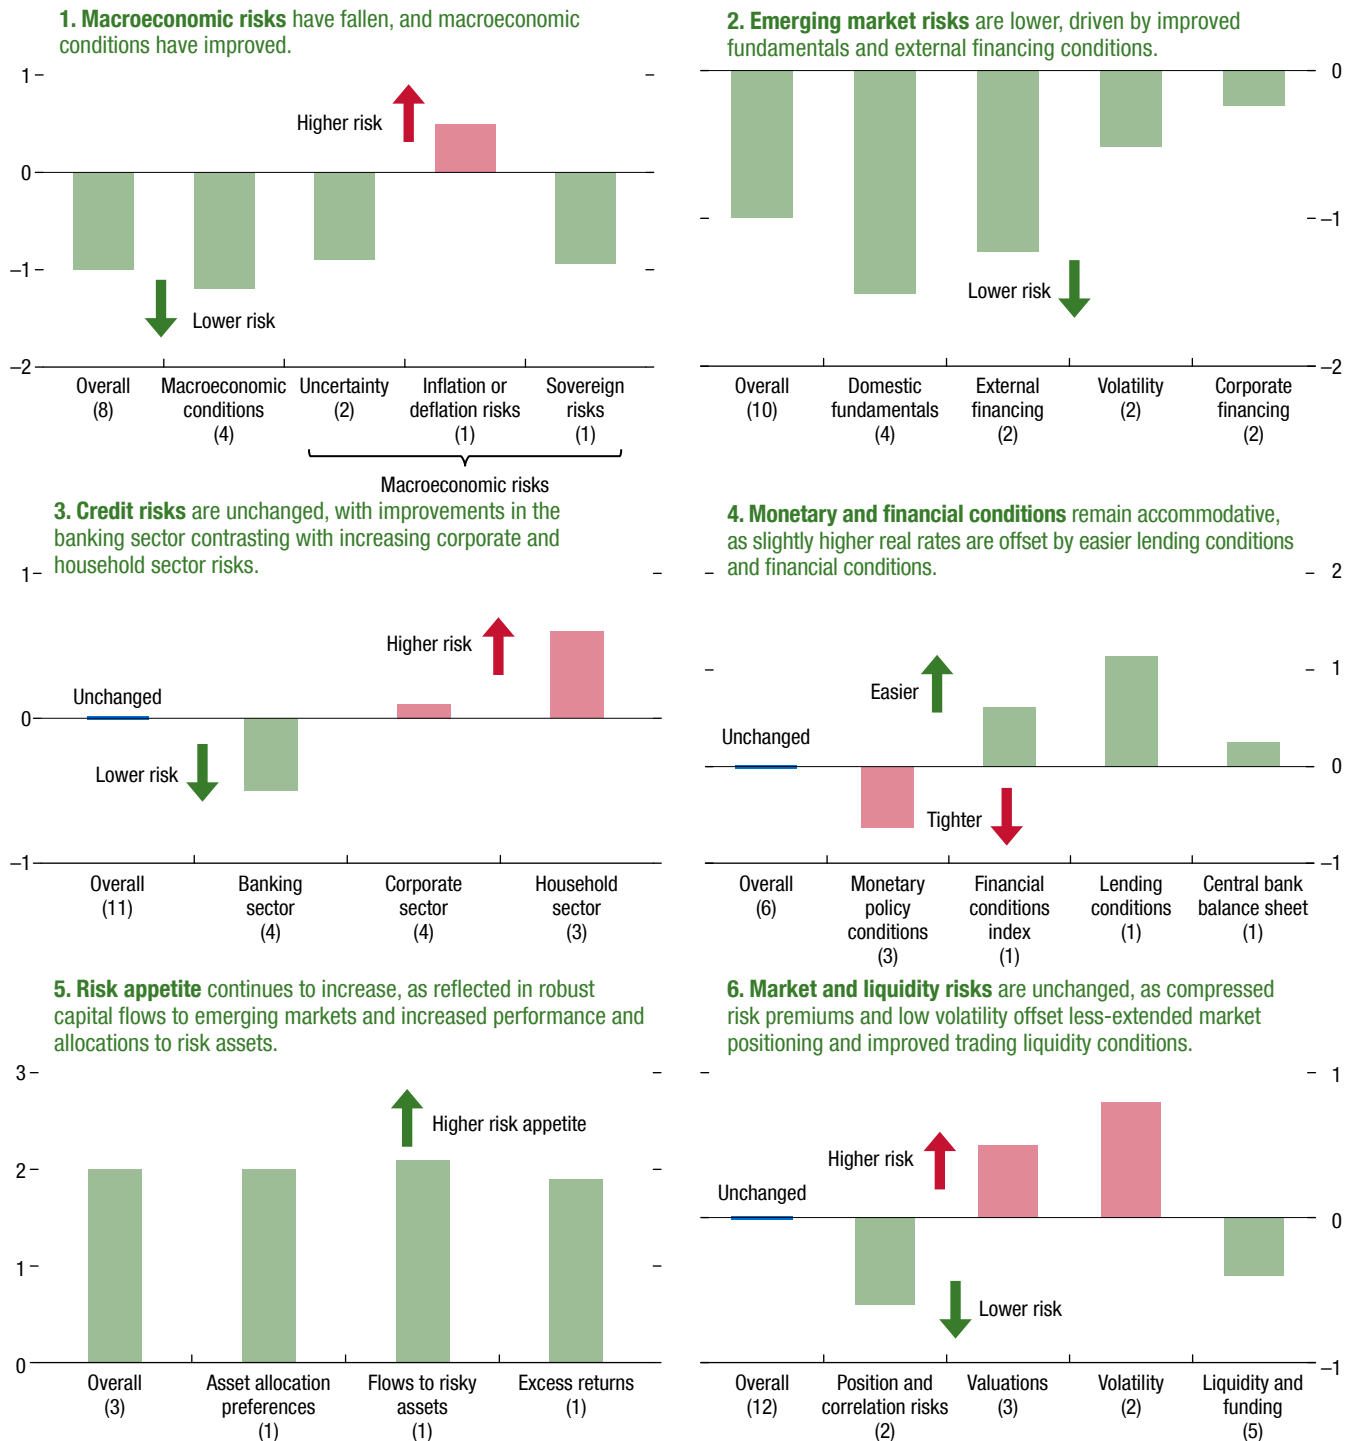 1. Macroeconomic risks have fallen, and macroeconomic
conditions have improved.
1
0
–1
–2
Higher risk
Lower risk
Overall
(8)
Macroeconomic
conditions
(4)
Uncertainty
(2)
Inflation or
deflation risks
(1)
Sovereign
risks
(1)
Macroeconomic risks
2. Emerging market risks are lower, driven by improved
fundamentals and external financing conditions.
0
–1
–2
Lower risk
Overall
(10)
Domestic
fundamentals
(4)
External
financing
(2)
Volatility
(2)
Corporate
financing
(2)
3. Credit risks are unchanged, with improvements in the
banking sector contrasting with increasing corporate and
household sector risks.
1
0
–1
Unchanged
Lower risk
Higher risk
Overall
(11)
Banking
sector
(4)
Corporate
sector
(4)
Household
sector
(3)
4. Monetary and financial conditions remain accommodative,
as slightly higher real rates are offset by easier lending conditions
and financial conditions.
2
1
0
–1
Unchanged
Easier
Tighter
Overall
(6)
Monetary
policy
conditions
(3)
Financial
conditions
index
(1)
Lending
conditions
(1)
Central bank
balance sheet
(1)
5. Risk appetite continues to increase, as reflected in robust
capital flows to emerging markets and increased performance and
allocations to risk assets.
3
2
1
0
Higher risk appetite
Overall
(3)
Asset allocation
preferences
(1)
Flows to risky
assets
(1)
Excess returns
(1)
6. Market and liquidity risks are unchanged, as compressed
risk premiums and low volatility offset less-extended market
positioning and improved trading liquidity conditions.
1
0
–1
Unchanged
Higher risk
Lower risk
Overall
(12)
Position and
correlation risks
(2)
Valuations
(3)
Volatility
(2)
Liquidity and
funding
(5)